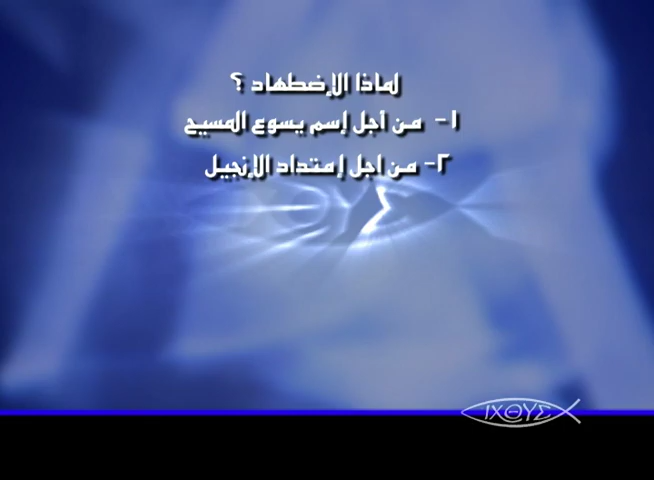 لماذا الإضطهاد ؟
١- من أجل إسم يسوع المسيح
٢- من اجل إمتداد الإنجيل
ΙΧΘΥΣ